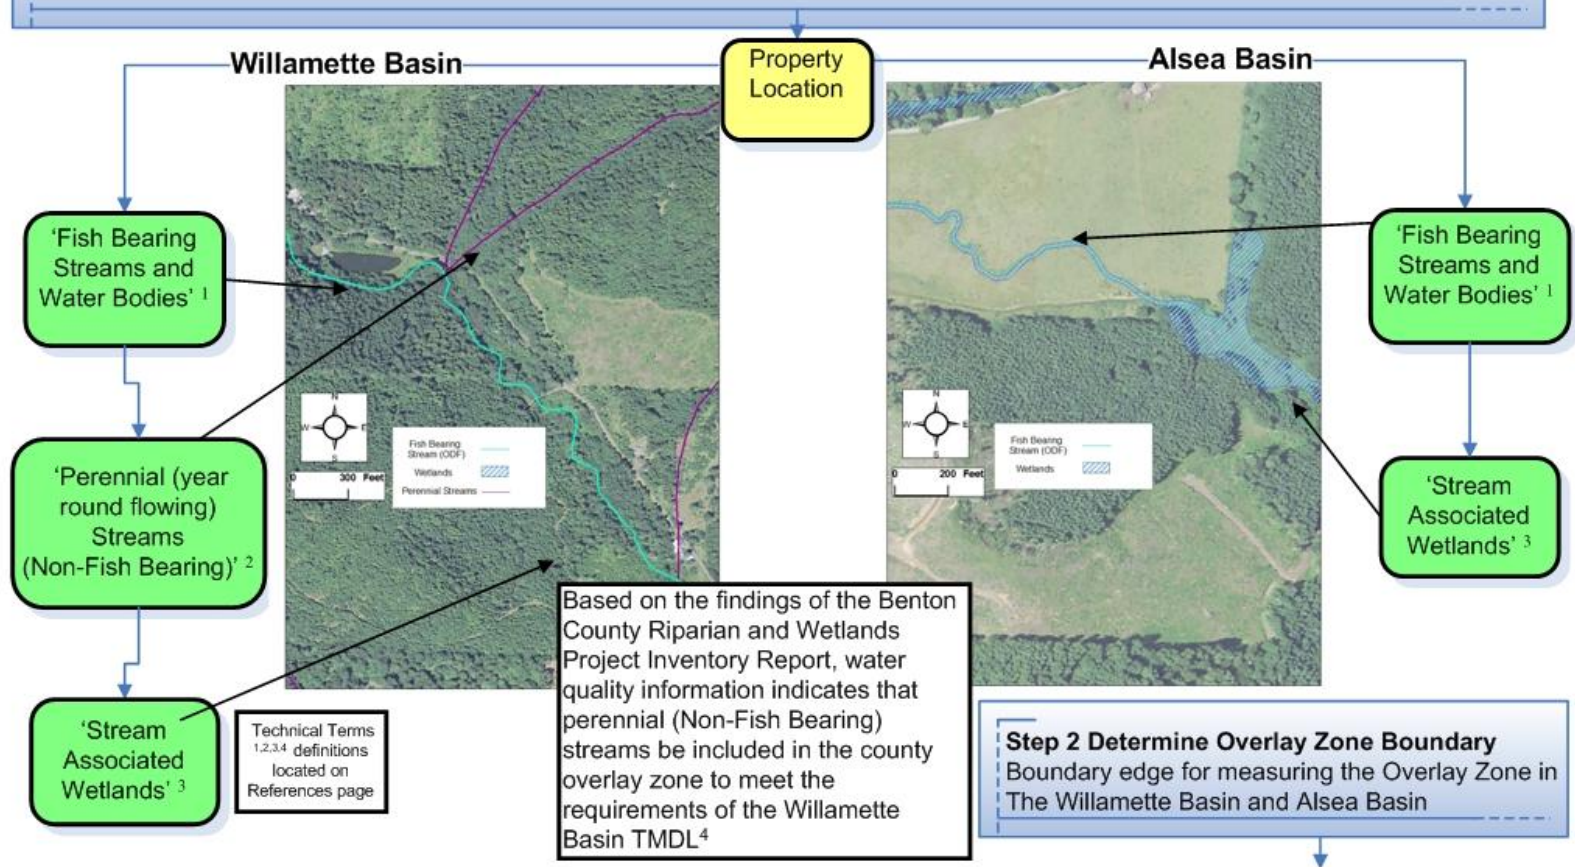 Willamette Basin
Property
Location
Alsea Basin
‘Fish Bearing
Streams and
Water Bodies’ 1
‘Perennial (year
round flowing)
Streams
(Non-Fish Bearing)’ 2
‘Stream
Associated
Wetlands’ 3
Technical Terms
1,2,3,4 definitions
located on
References page
N
W E
S
0 300 Feet
Fish Bearing
Stream (ODF)
Wetlands
Perennial Streams
Based on the findings of the Benton
County Riparian and Wetlands
Project Inventory Report, water
quality information indicates that
perennial (Non-Fish Bearing)
streams be included in the county
overlay zone to meet the
requirements of the Willamette
Basin TMDL4
N
W E
S
0 200 Feet
Fish Bearing
Stream (ODF)
Wetlands
‘Fish Bearing
Streams and
Water Bodies’ 1
‘Stream
Associated
Wetlands’ 3
Step 2 Determine Overlay Zone Boundary
Boundary edge for measuring the Overlay Zone in
The Willamette Basin and Alsea Basin